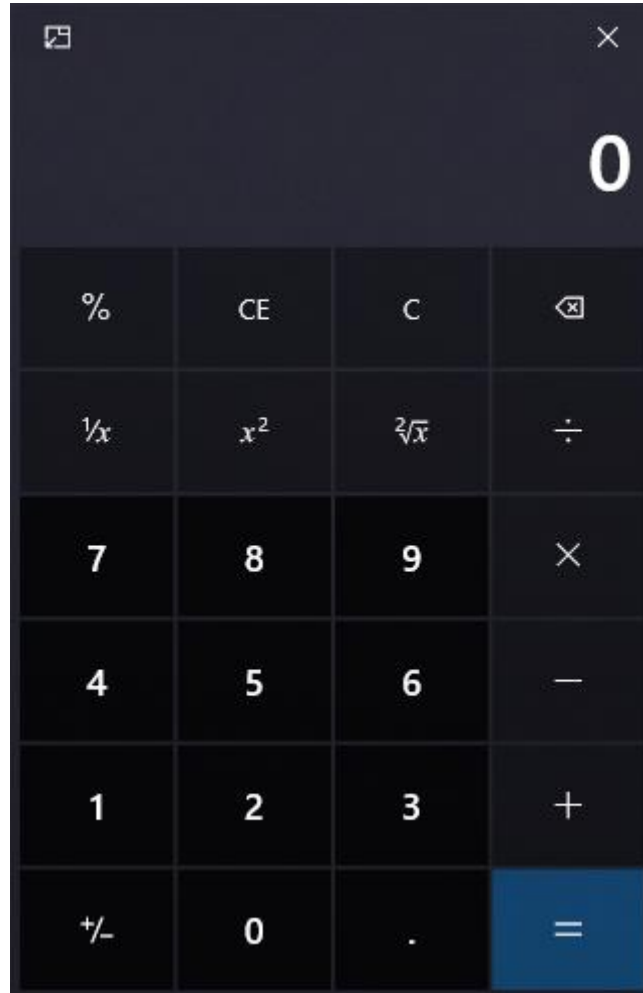 0
% CE C
¹/x x² ²√x ÷
7 8 9 ×
4 5 6 −
1 2 3 +
+/− 0 . =